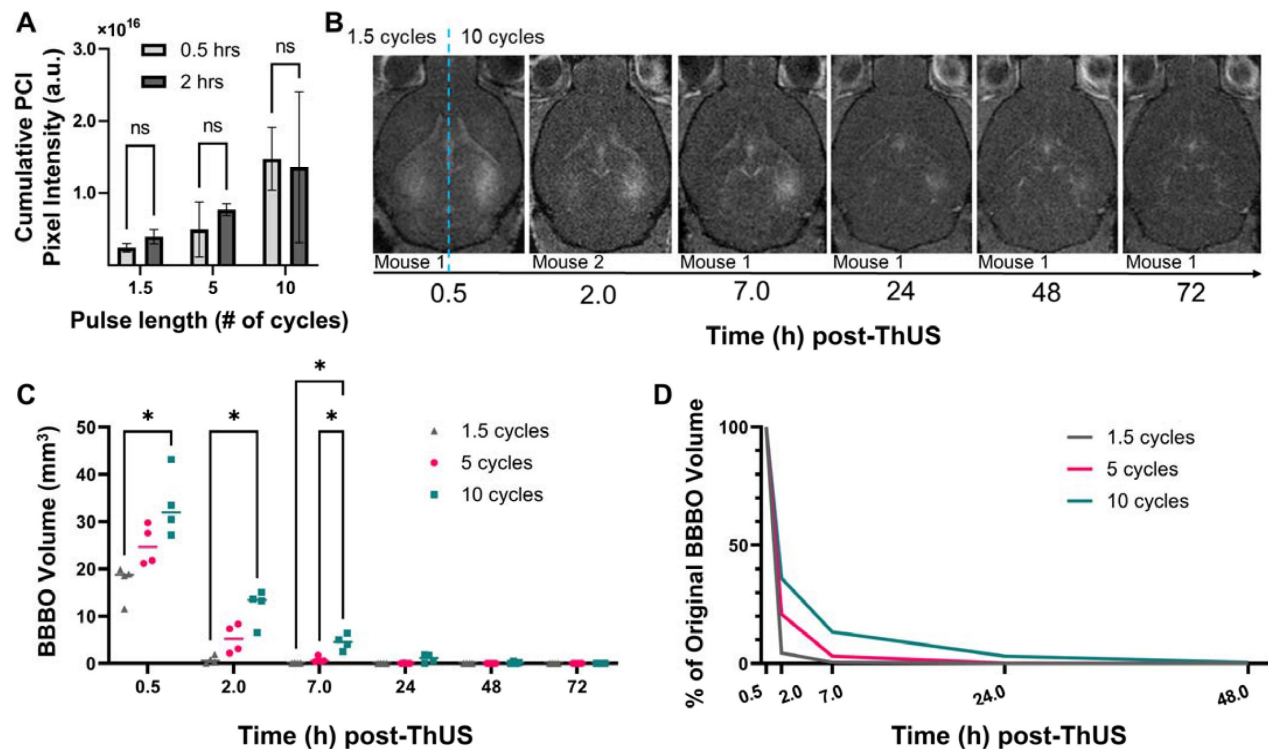 A
×10¹⁶
3.0
2.0
1.0
Cumulative PCI
Pixel Intensity (a.u.)
0.5 hrs
2 hrs
ns
ns
ns
1.5
5
10
Pulse length (# of cycles)
B
1.5 cycles
10 cycles
Mouse 1
Mouse 2
Mouse 1
Mouse 1
Mouse 1
Mouse 1
0.5
2.0
7.0
24
48
72
Time (h) post-ThUS
C
BBBO Volume (mm³)
50
40
30
20
10
0
*
*
*
*
1.5 cycles
5 cycles
10 cycles
0.5
2.0
7.0
24
48
72
Time (h) post-ThUS
D
% of Original BBBO Volume
100
50
0
1.5 cycles
5 cycles
10 cycles
0.5
2.0
7.0
24.0
48.0
Time (h) post-ThUS